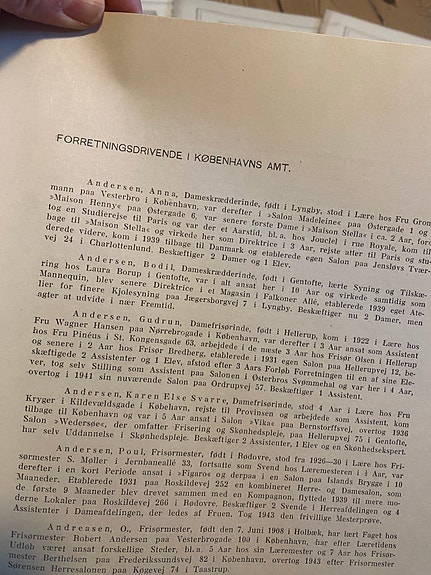 FORRETNINGSDRIVENDE I KØBENHAVNS AMT.
Andersen, Anna, Dameskrædderinde, født i Lyngby, stod i Lære hos Fru Gron-
mann paa Vesterbro i København, var derefter i »Salon Madeleine« paa Østergade 1 og
»Maison Henny« paa Østergade 6, var senere første Dame i »Maison Stella« i ca. 2 Aar, fore-
tog en Studierejse til Paris og var der et Aarstid, bl. a. hos Jouclel i rue Royale, kom til-
bage til »Maison Stella« og virkede her som Directrice i 3 Aar, rejste atter til Paris og stu-
derede videre, kom i 1939 tilbage til Danmark og etablerede egen Salon paa Jensløws Tvær-
vej 24 i Charlottenlund. Beskæftiger 2 Damer og 1 Elev.
Andersen, Bodil, Dameskrædderinde, født i Gentofte, lærte Syning og Tilskæ-
ring hos Laura Borup i Gentofte, var i alt ansat her i 10 Aar og virkede samtidig som
Mannequin, blev senere Directrice i et Magasin i Falkoner Allé, etablerede 1939 eget Ate-
lier for finere Kjolesyning paa Jægersborgvej 7 i Lyngby. Beskæftiger nu 2 Damer, men
agter at udvide i nær Fremtid.
Andersen, Gudrun, Damefrisørinde, født i Hellerup, kom i 1922 i Lære hos
Fru Wagner Hansen paa Nørrebrogade i København, var derefter i 3 Aar ansat som Assistent
hos Fru Pinéus i St. Kongensgade 63, arbejdede i de næste 3 Aar hos Frisør Olsen i Hellerup
og senere i 2 Aar hos Frisør Bredberg, etablerede i 1931 egen Salon paa Hellerupvej 12, be-
skæftigede 2 Assistenter og 1 Elev, afstod efter 3 Aars Forløb Forretningen til en af sine Ele-
ver, tog selv Stilling som Assistent paa Salonen i Østerbros Svømmehal og var her i 4 Aar,
overtog i 1941 sin nuværende Salon paa Ordrupvej 57. Beskæftiger 1 Assistent.
Andersen, Karen Else Svarre, Damefrisørinde, stod 4 Aar i Lære hos Fru
Kryger i Killevældsgade i København, rejste til Provinsen og arbejdede som Assistent, kom
tilbage til København og var i 5 Aar ansat i Salon »Vika« paa Bernstorffsvej, overtog 1936
Salon »Wedersøe«, der omfatter Frisering og Skønhedspleje, paa Hellerupvej 75 i Gentofte,
har selv Uddannelse i Skønhedspleje. Beskæftiger 2 Assistenter, 1 Elev og en Skønhedsekspert.
Andersen, Poul, Frisørmester, født i Rødovre, stod fra 1926—30 i Lære hos Fri-
sørmester S. Møller i Jernbaneallé 33, fortsatte som Svend hos Læremesteren i 4 Aar, var
derefter i en kort Periode ansat i »Figaro« og derpaa i en Salon paa Islands Brygge i 10
Maaneder. Etablerede 1931 paa Roskildevej 252 en kombineret Herre- og Damesalon, som
de første 9 Maaneder blev drevet sammen med en Kompagnon, flyttede 1939 til mere mo-
derne Lokaler paa Roskildevej 266 i Rødovre. Beskæftiger 2 Svende i Herreafdelingen og 4
Assistenter i Dameafdelingen, der ledes af Fruen. Tog 1943 den frivillige Mesterprøve.
Andreasen, O., Frisørmester, født den 7. Juni 1908 i Holbæk, har lært Faget hos
Frisørmester Robert Andersen paa Vesterbrogade 100 i København, har efter Læretidens
Udløb været ansat forskellige Steder, bl. a. 5 Aar hos sin Læremester og 7 Aar hos Frisør-
mester Berthelsen paa Frederikssundsvej 82 i København, overtog 1943 efter Frisørmester
Sørensen Herresalonen paa Køgevej 74 i Taastrup.